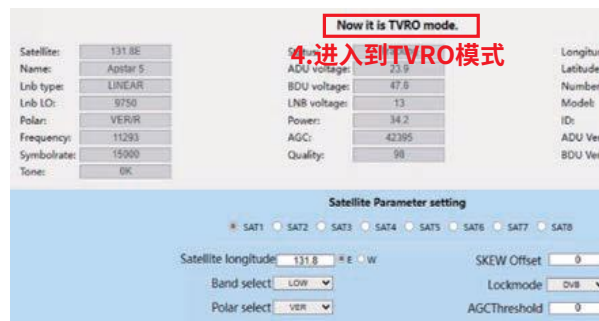 Now it is TVRO mode.
4.进入到TVRO模式
Satellite: 131.8E
Name: Apstar 5 ADU voltage: 23.9
Lnb type: LINEAR BDU voltage: 47.6
Lnb LO: 9750 LNB voltage: 13
Polar: VER/R Power: 34.2
Frequency: 11293 AGC: 42395
Symbolrate: 15000 Quality: 98
Tone: 0K
Longitu
Latitude
Number
Model:
ID:
ADU Ver
BDU Ver
Satellite Parameter setting
SAT1 SAT2 SAT3 SAT4 SAT5 SAT6 SAT7 SAT8
Satellite longitude 131.8 E W SKEW Offset 0
Band select LOW Lockmode DVB
Polar select VER AGCThreshold 0